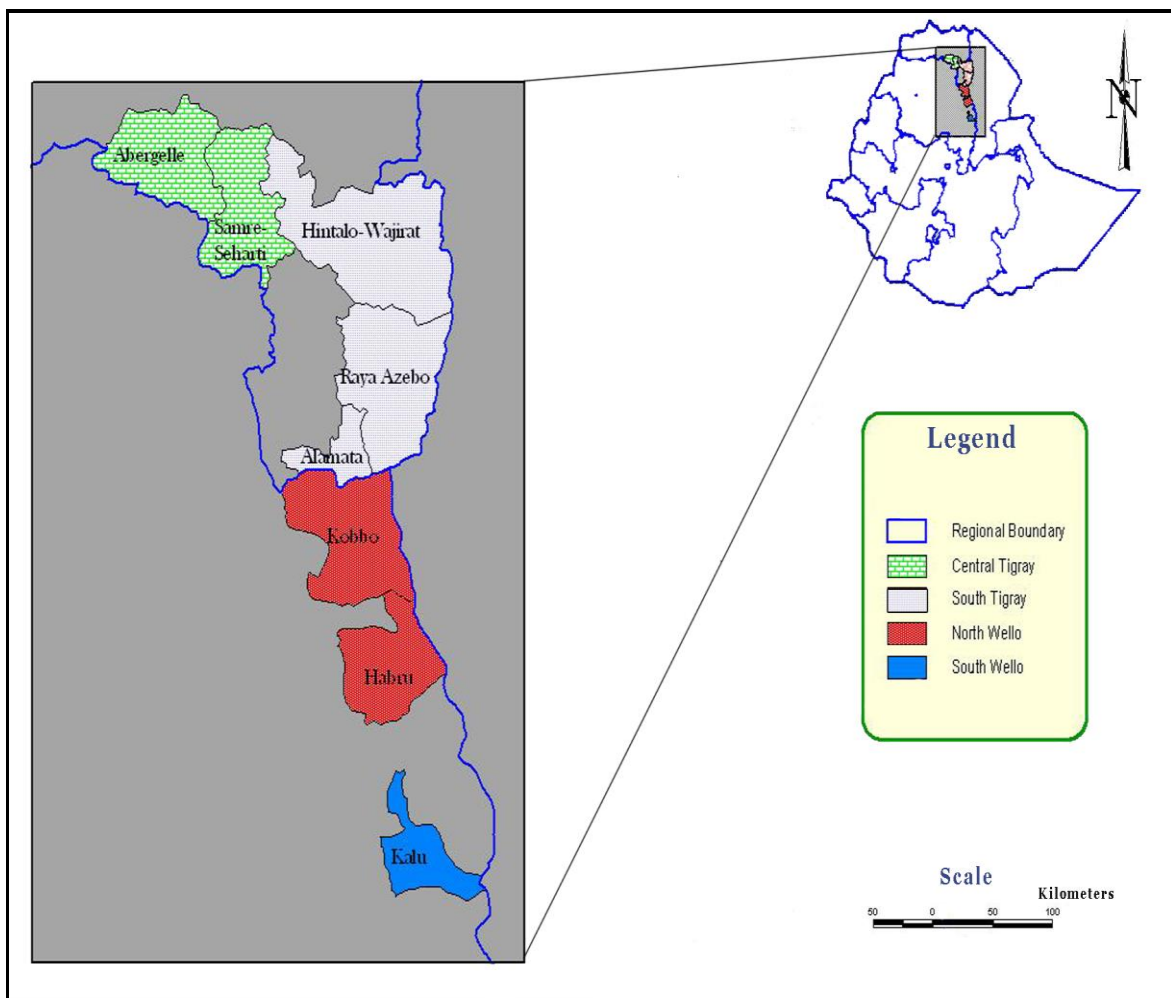 Abergelle
Samre-
Seharti
Hintalo-Wajirat
Raya Azebo
Alamata
Kobbo
Habru
Kalu
N
Legend
Regional Boundary
Central Tigray
South Tigray
North Wello
South Wello
Scale
Kilometers
50 0 50 100